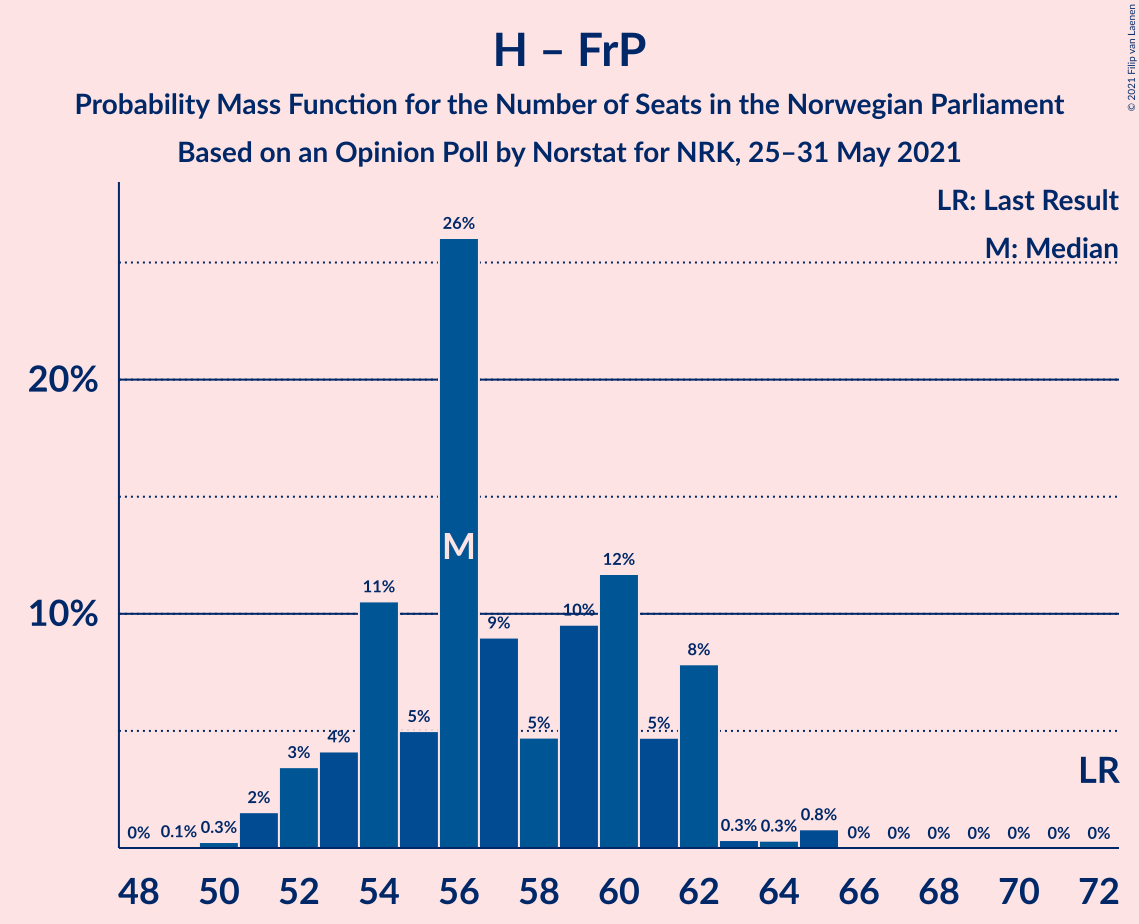 H – FrP
Probability Mass Function for the Number of Seats in the Norwegian Parliament
Based on an Opinion Poll by Norstat for NRK, 25–31 May 2021
© 2021 Filip van Laenen
LR: Last Result
M: Median
20%
10%
0% 0.1% 0.3% 2% 3% 4% 11% 5% 26% 9% 5% 10% 12% 5% 8% 0.3% 0.3% 0.8% 0% 0% 0% 0% 0% 0% 0%
M
LR
48 50 52 54 56 58 60 62 64 66 68 70 72